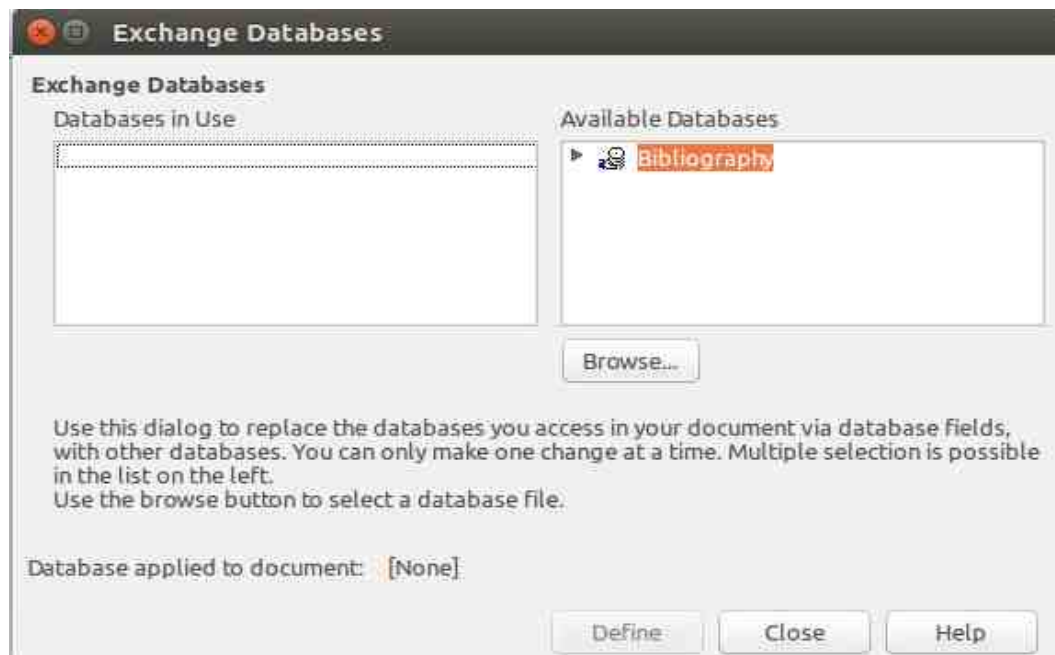 Exchange Databases
Exchange Databases
Databases in Use
Available Databases
Bibliography
Browse...
Use this dialog to replace the databases you access in your document via database fields,
with other databases. You can only make one change at a time. Multiple selection is possible
in the list on the left.
Use the browse button to select a database file.
Database applied to document: [None]
Define Close Help